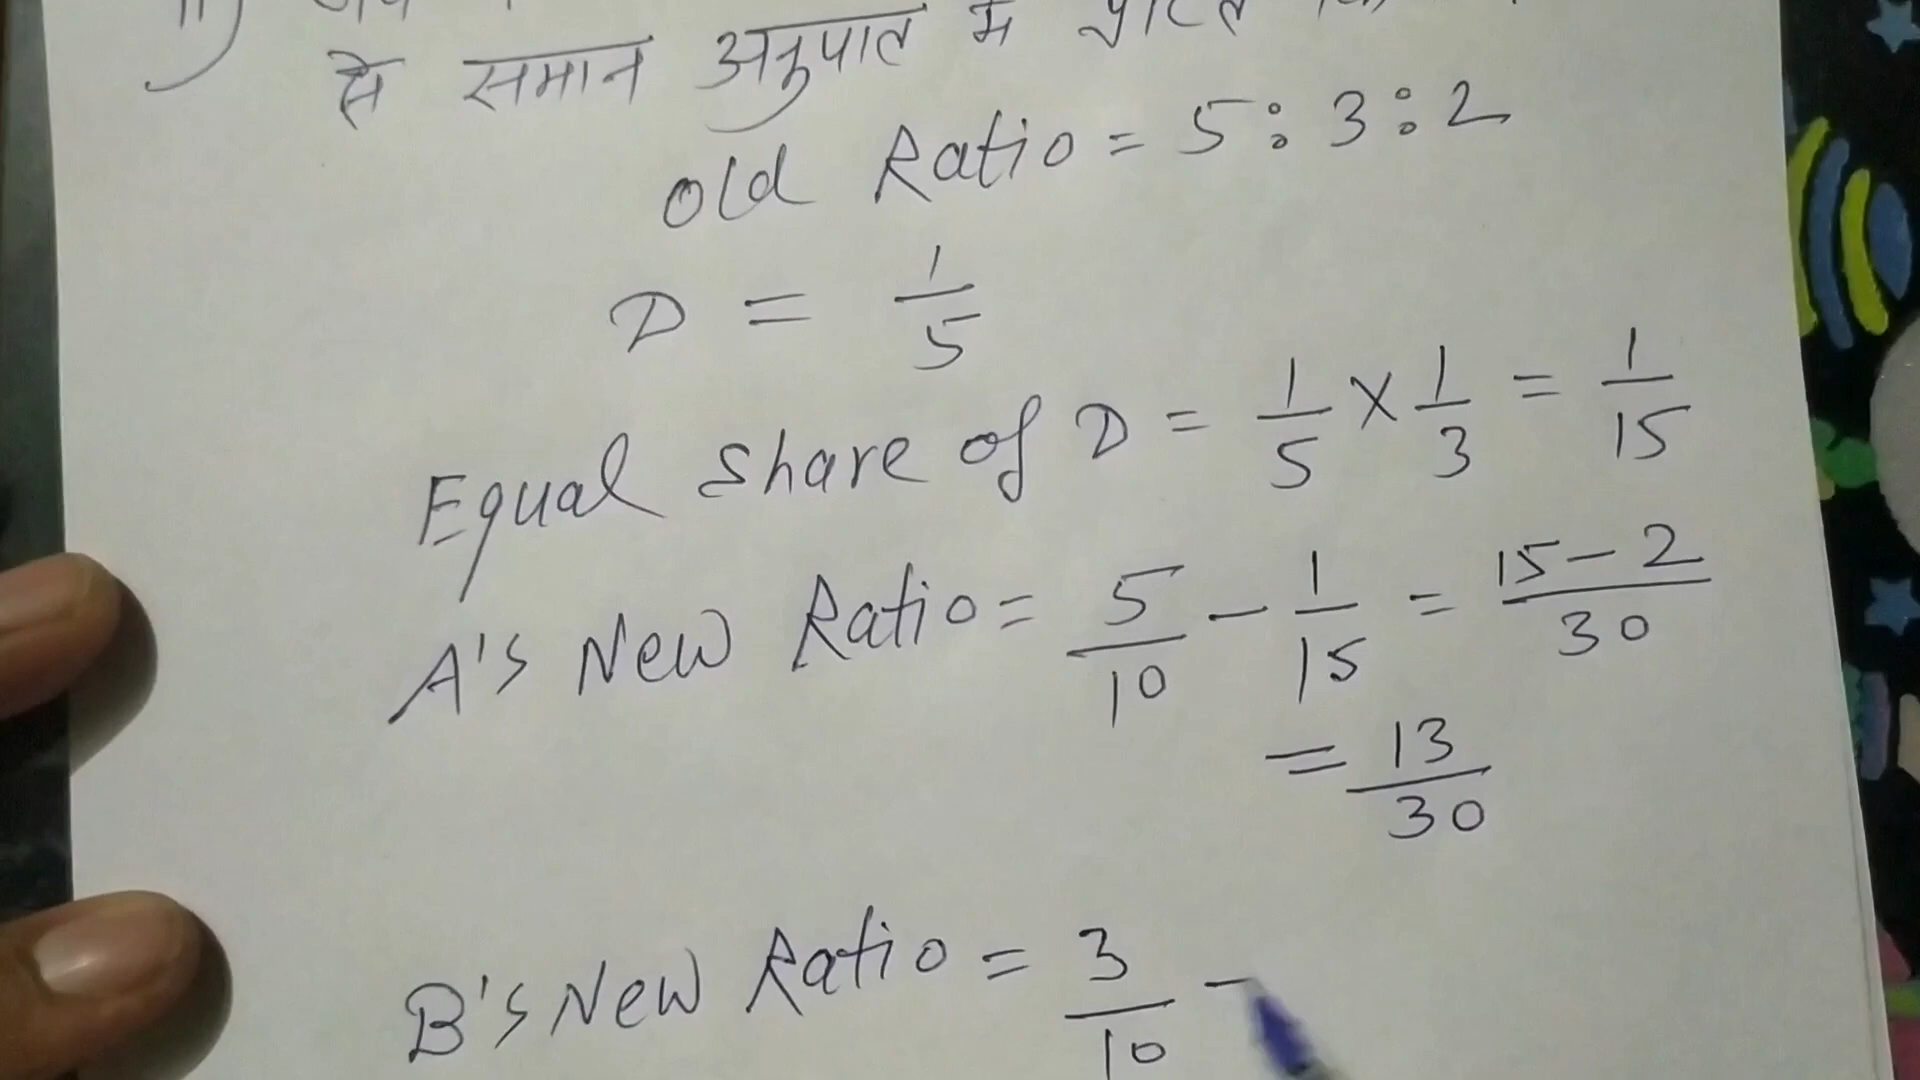 से समान अनुपात में
Old Ratio = 5:3:2
D = 1/5
Equal share of D = 1/5 × 1/3 = 1/15
A's New Ratio = 5/10 - 1/15 = 15-2/30
= 13/30
B's New Ratio = 3/10 -